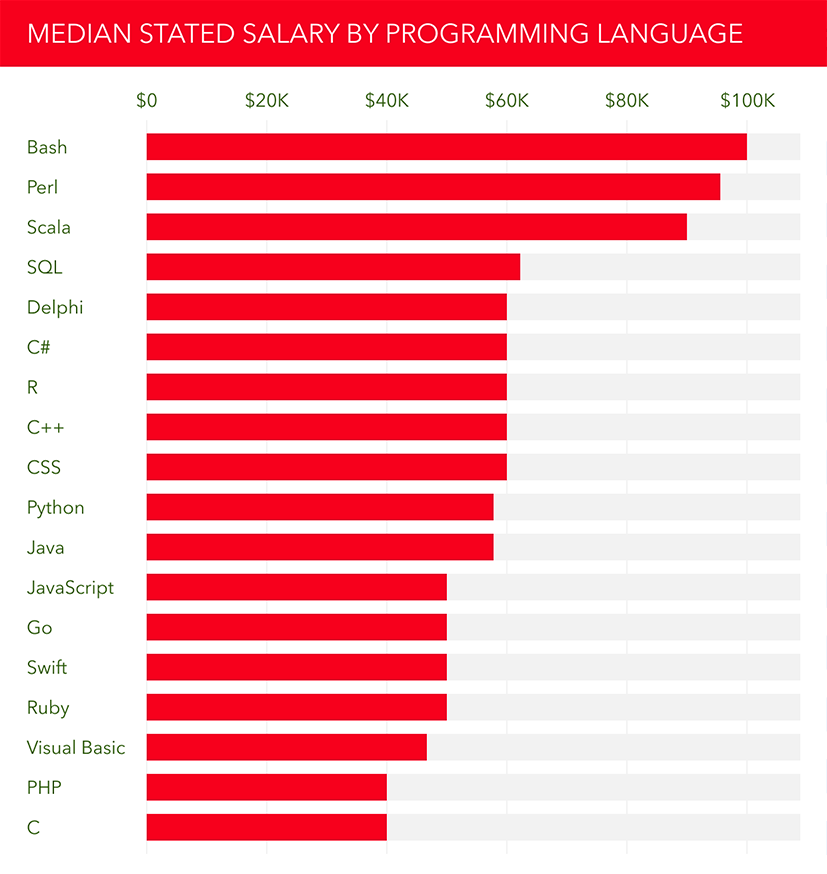 MEDIAN STATED SALARY BY PROGRAMMING LANGUAGE
$0 $20K $40K $60K $80K $100K
Bash
Perl
Scala
SQL
Delphi
C#
R
C++
CSS
Python
Java
JavaScript
Go
Swift
Ruby
Visual Basic
PHP
C